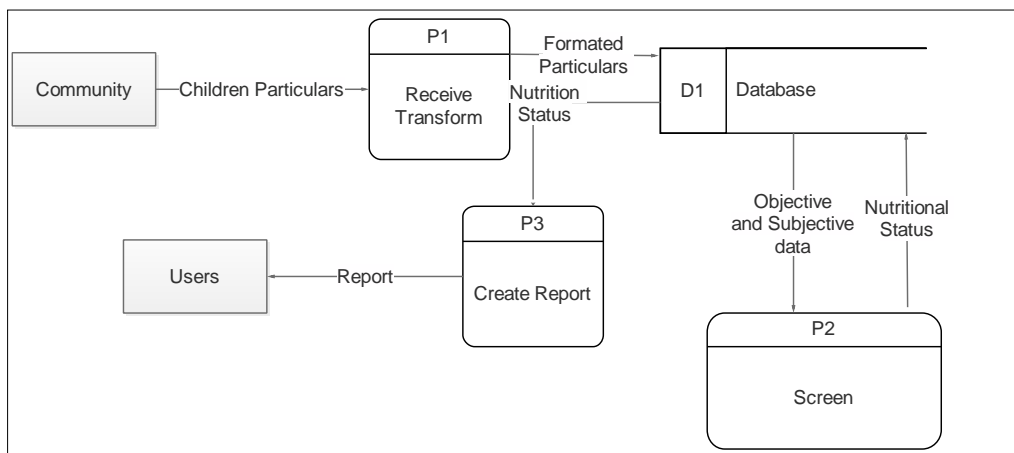 P1
Receive
Transform
Community
Children Particulars
Formated
Particulars
Nutrition
Status
D1
Database
Objective
and Subjective
data
Nutritional
Status
P3
Create Report
Users
Report
P2
Screen